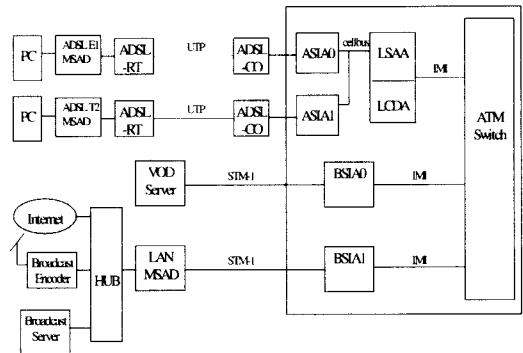 PC
ADSL E1
MSAD
ADSL
-RT
UTP
ADSL
-CO
ASIA0
cellbus
LSAA
LCDA
IMI
ATM
Switch
PC
ADSL T2
MSAD
ADSL
-RT
UTP
ADSL
-CO
ASIA1
VOD
Server
STM-1
BSIA0
IMI
Internet
Broadcast
Encoder
HUB
LAN
MSAD
STM-1
BSIA1
IMI
Broadcast
Server